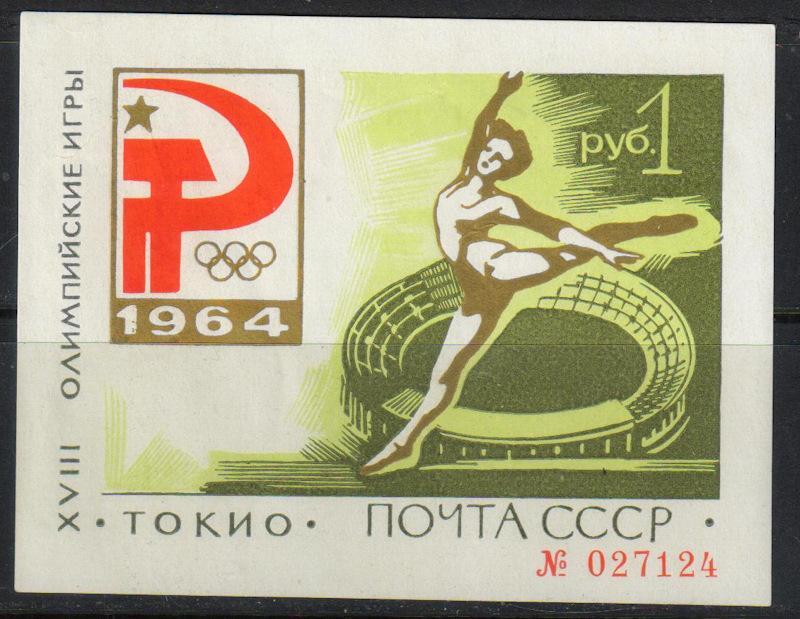 XVIII ОЛИМПИЙСКИЕ ИГРЫ
1964
руб. 1
• ТОКИО • ПОЧТА СССР •
№ 027124